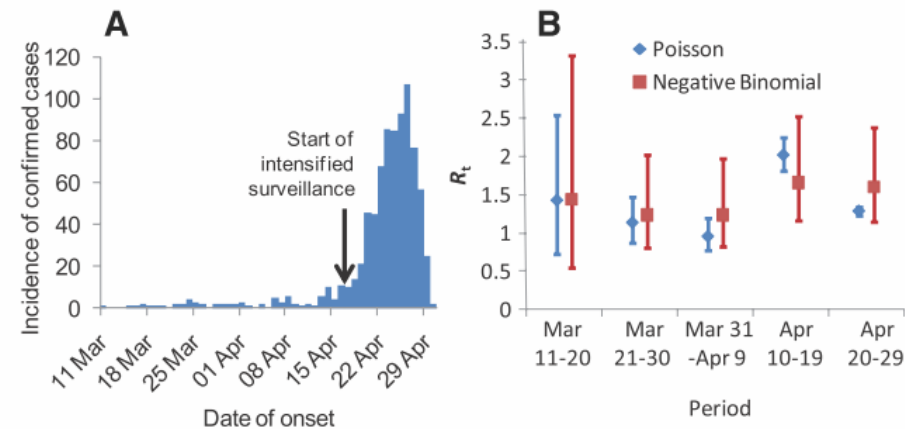 A
Incidence of confirmed cases
120
100
80
60
40
20
0
Start of
intensified
surveillance
11 Mar
18 Mar
25 Mar
01 Apr
08 Apr
15 Apr
22 Apr
29 Apr
Date of onset
B
Rt
3.5
3
2.5
2
1.5
1
0.5
0
Poisson
Negative Binomial
Mar
11-20
Mar
21-30
Mar 31
-Apr 9
Apr
10-19
Apr
20-29
Period